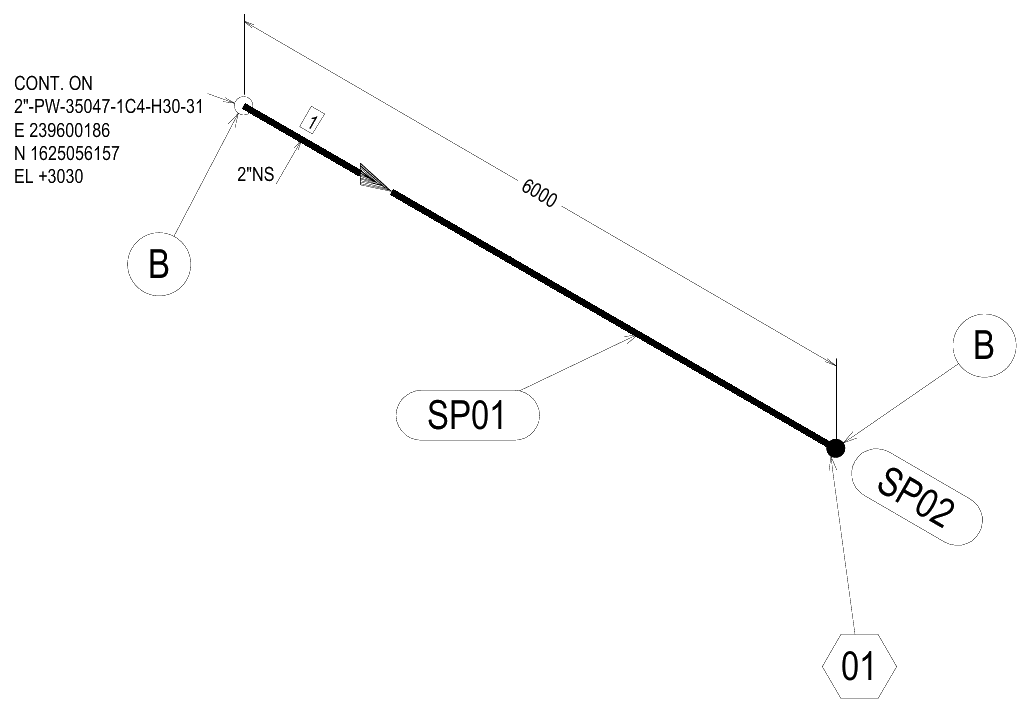 CONT. ON
2"-PW-35047-1C4-H30-31
E 239600186
N 1625056157
EL +3030
1
2"NS
6000
B
B
SP01
SP02
01